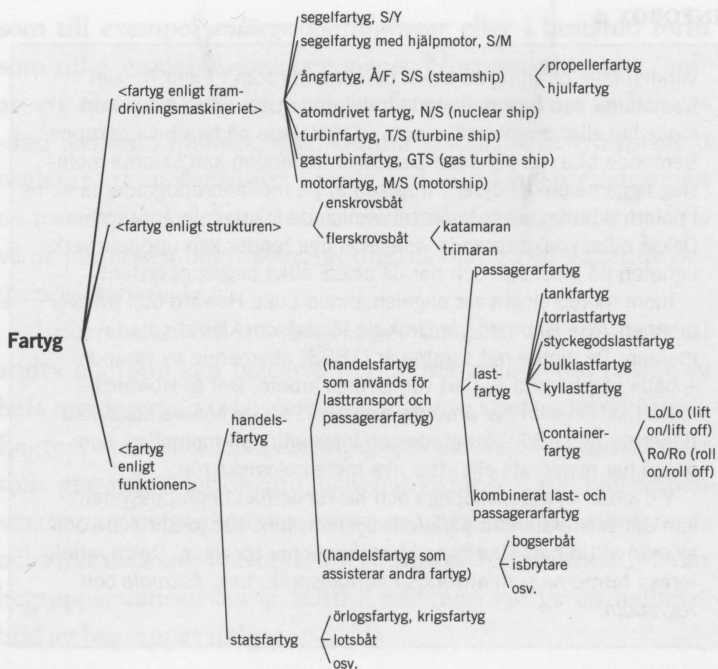 segelfartyg, S/Y
segelfartyg med hjälpmotor, S/M
ångfartyg, Å/F, S/S (steamship)
propellerfartyg
hjulfartyg
<fartyg enligt fram-
drivningsmaskineriet>
atomdrivet fartyg, N/S (nuclear ship)
turbinfartyg, T/S (turbine ship)
gasturbinfartyg, GTS (gas turbine ship)
motorfartyg, M/S (motorship)
<fartyg enligt strukturen>
enskrovsbåt
flerskrovsbåt
katamaran
trimaran
Fartyg
passagerarfartyg
tankfartyg
torrlastfartyg
styckegodslastfartyg
bulklastfartyg
kyllastfartyg
(handelsfartyg
som används för
lasttransport och
passagerarfartyg)
last-
fartyg
container-
fartyg
Lo/Lo (lift
on/lift off)
Ro/Ro (roll
on/roll off)
handels-
fartyg
<fartyg
enligt
funktionen>
kombinerat last- och
passagerarfartyg
(handelsfartyg som
assisterar andra fartyg)
bogserbåt
isbrytare
osv.
statsfartyg
örlogsfartyg, krigsfartyg
lotsbåt
osv.